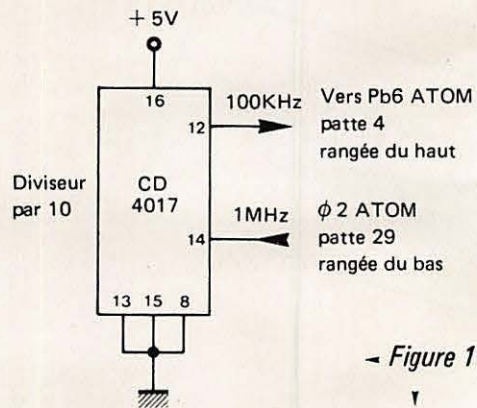 + 5V
16
12
100KHz
Vers Pb6 ATOM
patte 4
rangée du haut
Diviseur
par 10
CD
4017
14
1MHz
ϕ 2 ATOM
patte 29
rangée du bas
13 15 8
Figure 1